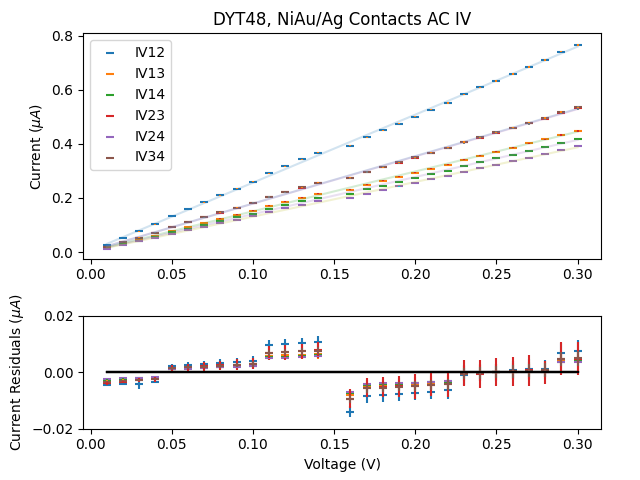 DYT48, NiAu/Ag Contacts AC IV
Current (μA)
0.8
0.6
0.4
0.2
0.0
IV12
IV13
IV14
IV23
IV24
IV34
0.00 0.05 0.10 0.15 0.20 0.25 0.30
Current Residuals (μA)
0.02
0.00
−0.02
0.00 0.05 0.10 0.15 0.20 0.25 0.30
Voltage (V)